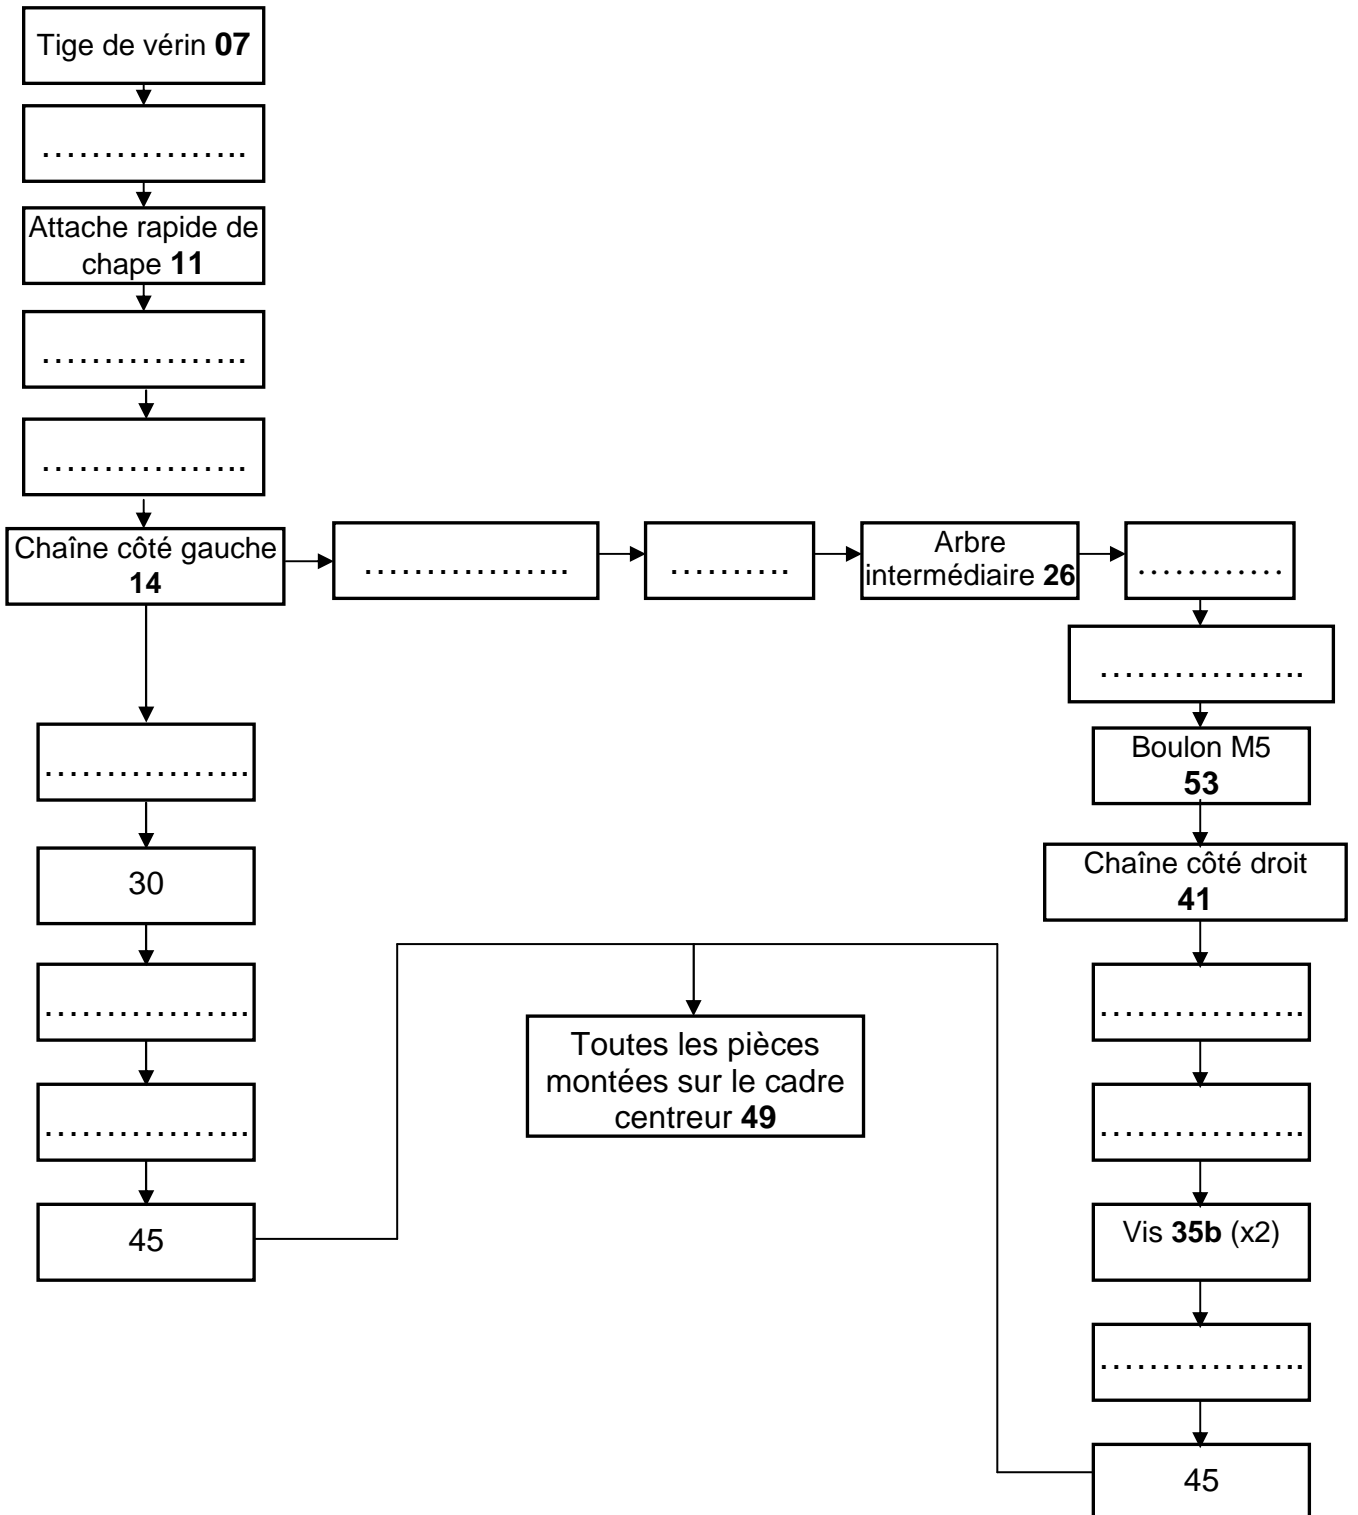 Tige de vérin 07
……………….
Attache rapide de
chape 11
……………….
……………….
Chaîne côté gauche
14
……………….
……….
Arbre
intermédiaire 26
…………
……………….
Boulon M5
53
Chaîne côté droit
41
……………….
30
……………….
……………….
45
Toutes les pièces
montées sur le cadre
centreur 49
……………….
……………….
Vis 35b (x2)
……………….
45